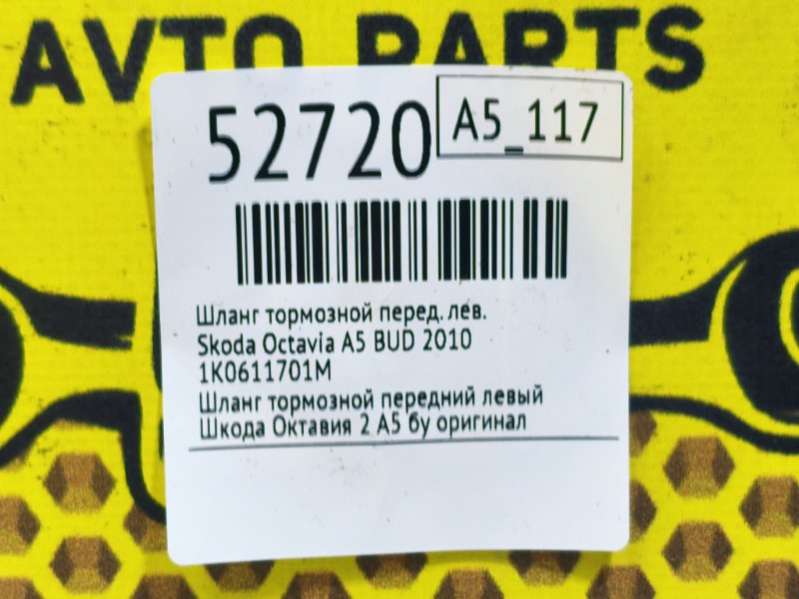 AVTO PARTS
52720
A5_117
Шланг тормозной перед. лев.
Skoda Octavia A5 BUD 2010
1K0611701M
Шланг тормозной передний левый
Шкода Октавия 2 А5 бу оригинал